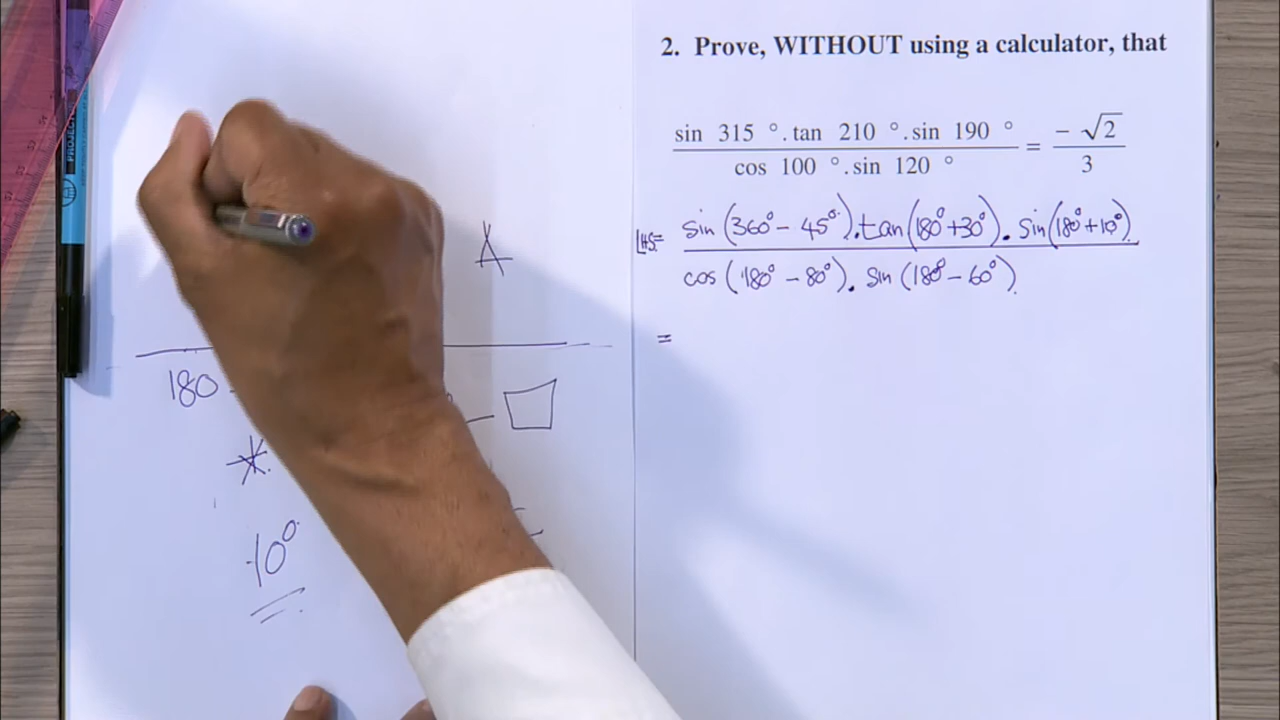 2. Prove, WITHOUT using a calculator, that
sin 315 °. tan 210 °. sin 190 ° = - √2
cos 100 °. sin 120 ° 3
LHS = sin (360° - 45°). tan (180° + 30°). sin (180° + 10°)
cos (180° - 80°). sin (180° - 60°).
=
A
180
10°
PROJECT